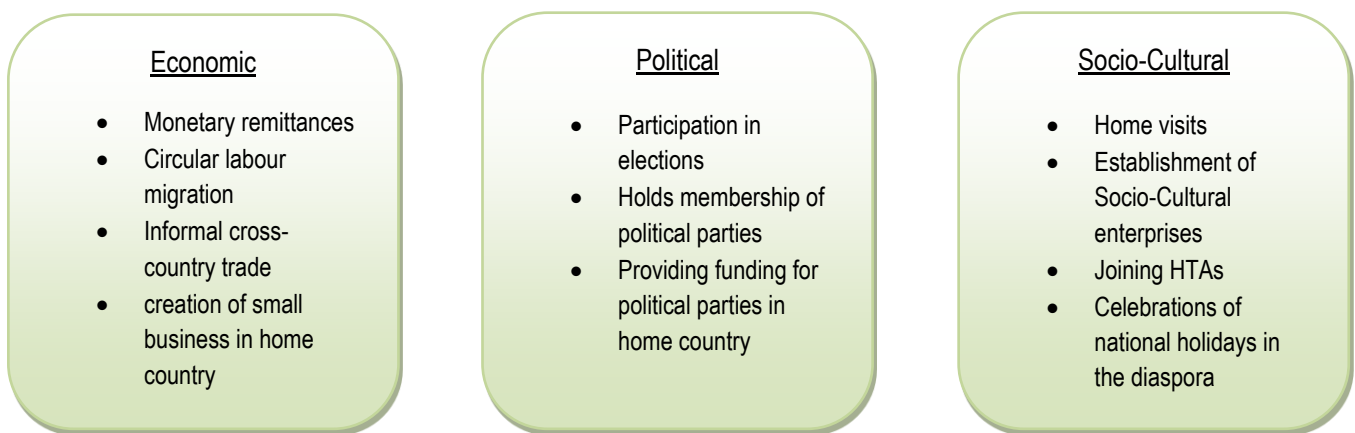 Economic
• Monetary remittances
• Circular labour
migration
• Informal cross-
country trade
• creation of small
business in home
country
Political
• Participation in
elections
• Holds membership of
political parties
• Providing funding for
political parties in
home country
Socio-Cultural
• Home visits
• Establishment of
Socio-Cultural
enterprises
• Joining HTAs
• Celebrations of
national holidays in
the diaspora